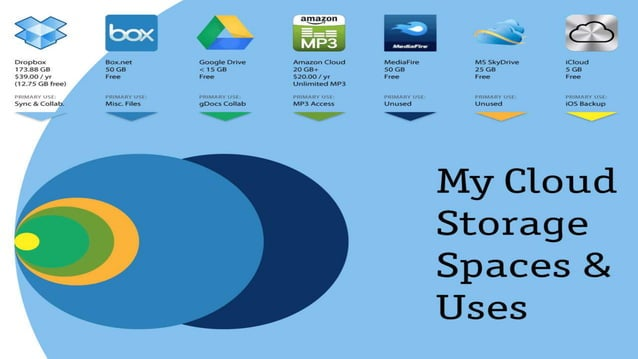 Dropbox
173.88 GB
$39.00 / yr
(12.75 GB free)
PRIMARY USE:
Sync & Collab.
box
Box.net
50 GB
Free
PRIMARY USE:
Misc. Files
Google Drive
< 15 GB
Free
PRIMARY USE:
gDocs Collab
amazon
MP3
Amazon Cloud
20 GB+
$20.00 / yr
Unlimited MP3
PRIMARY USE:
MP3 Access
MediaFire
MediaFire
50 GB
Free
PRIMARY USE:
Unused
MS SkyDrive
25 GB
Free
PRIMARY USE:
Unused
iCloud
5 GB
Free
PRIMARY USE:
iOS Backup
My Cloud
Storage
Spaces &
Uses